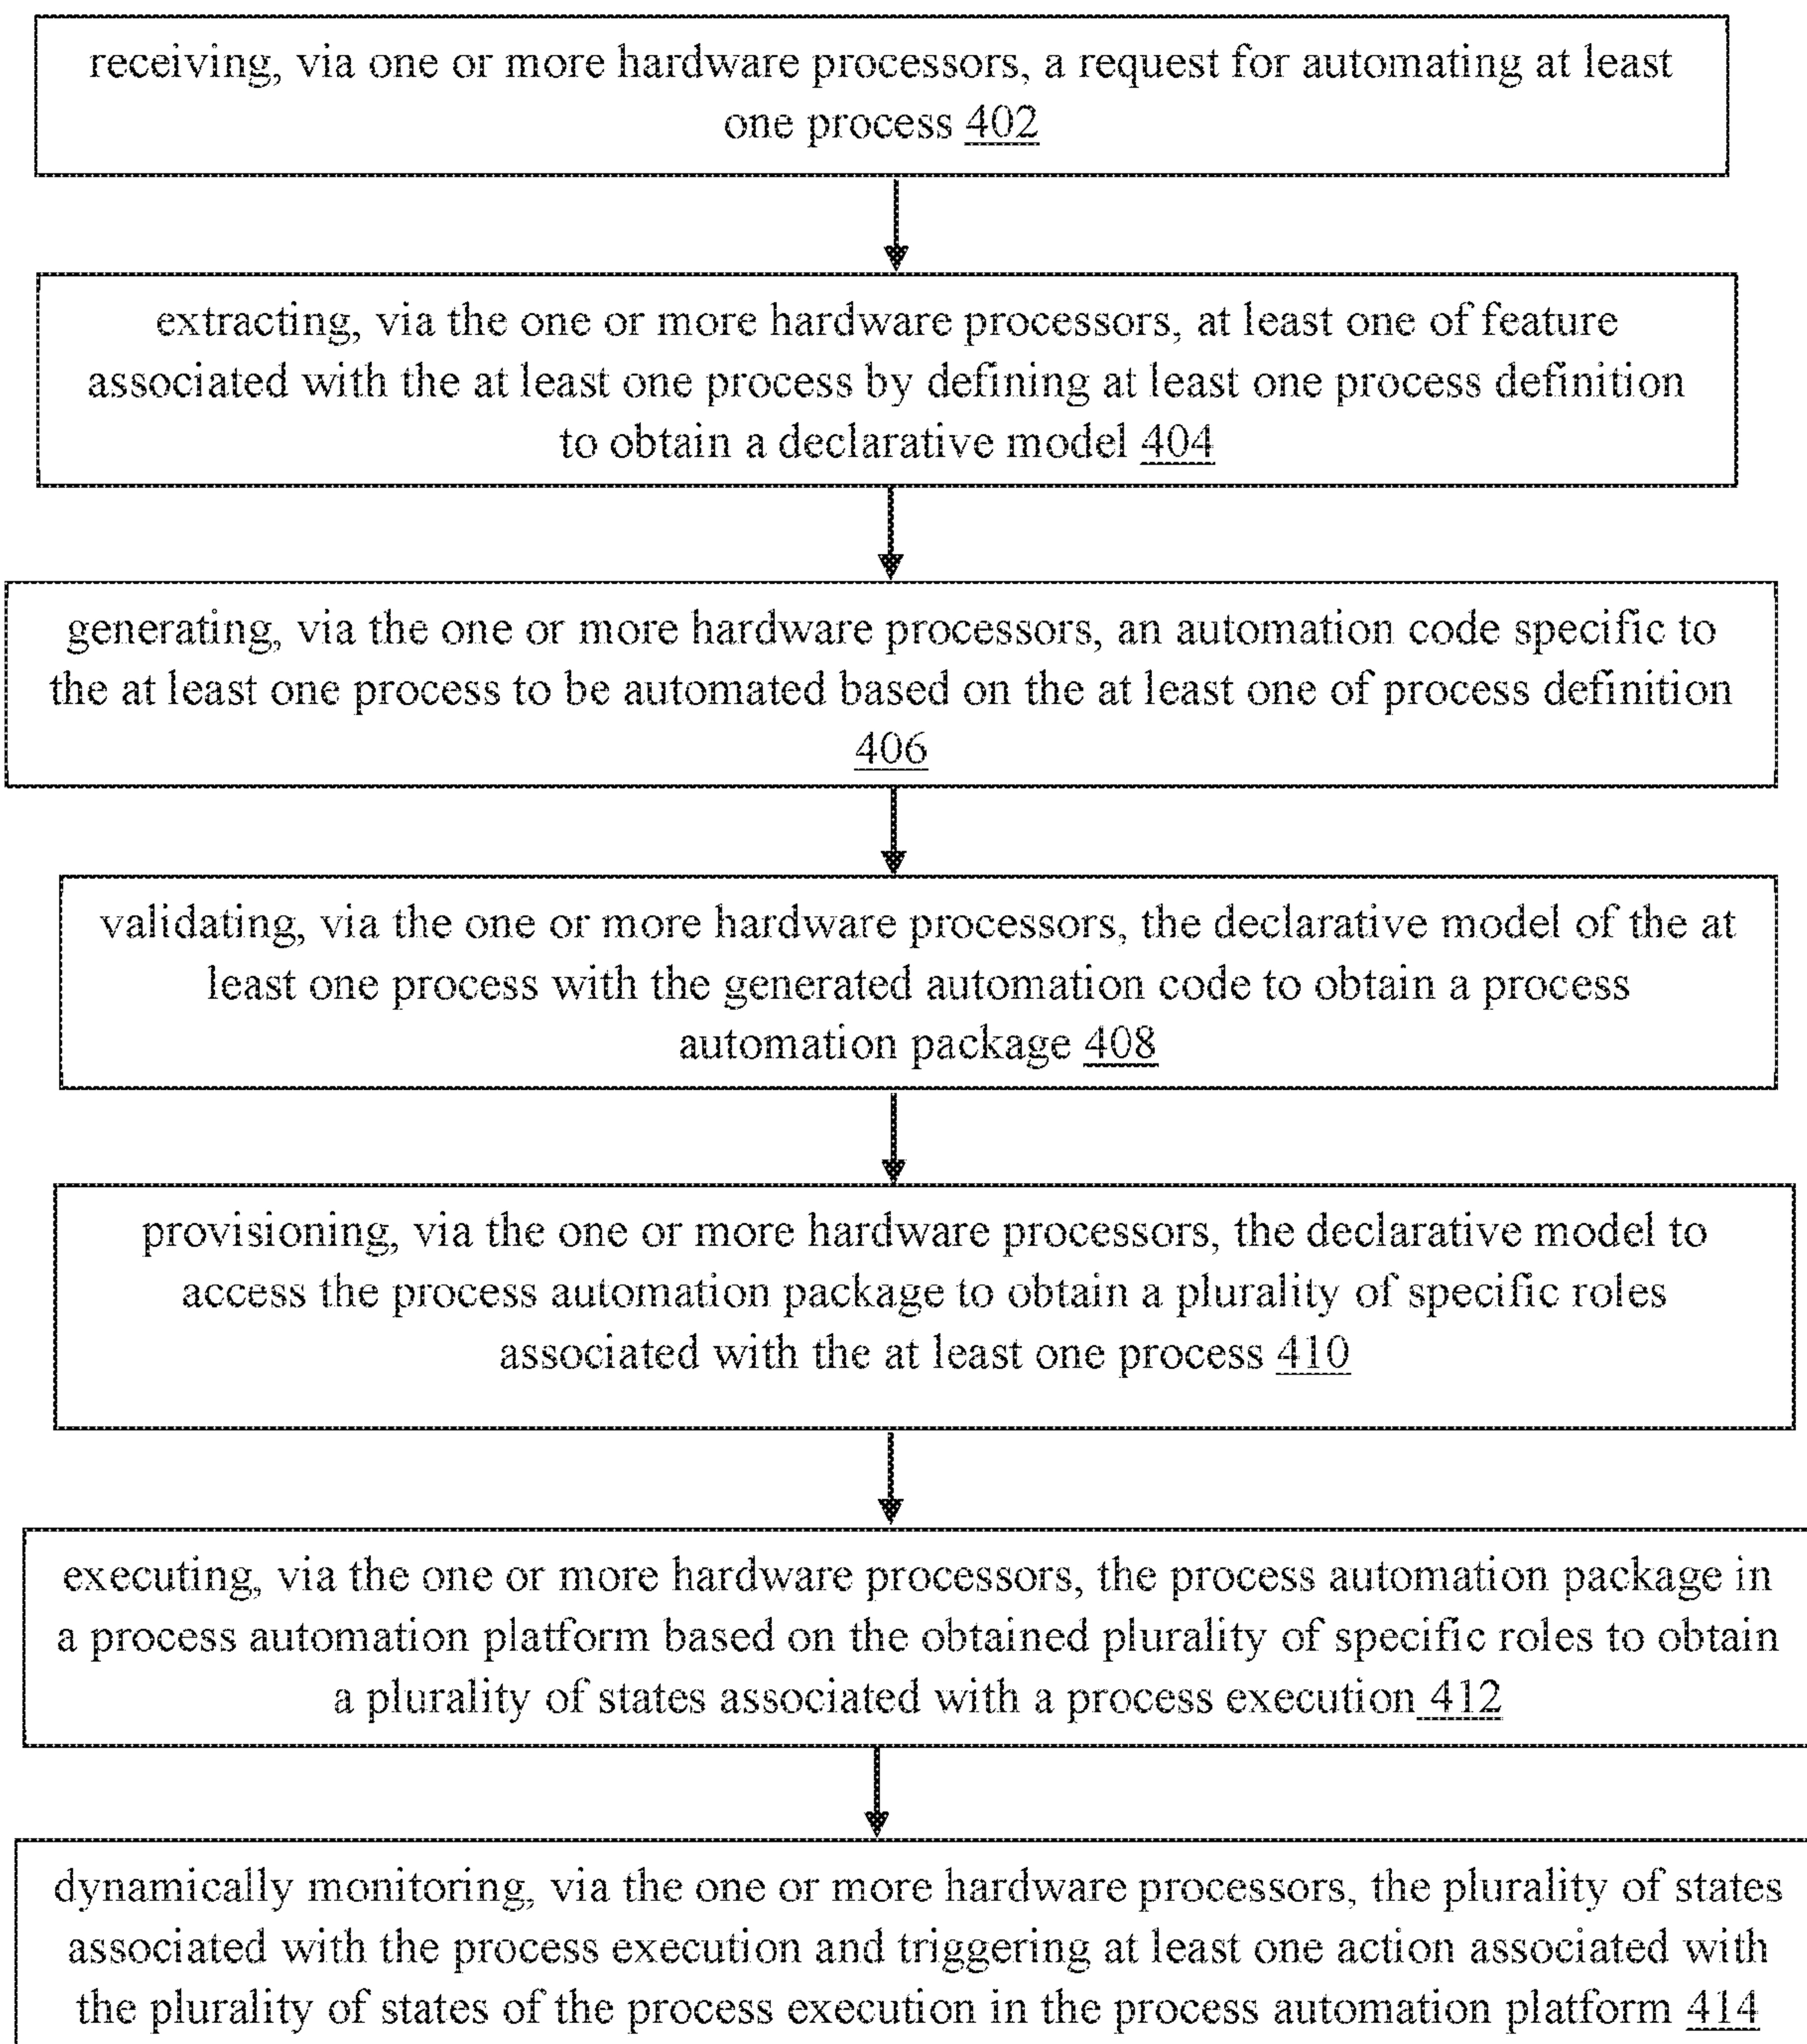 receiving, via one or more hardware processors, a request for automating at least
one process 402
extracting, via the one or more hardware processors, at least one of feature
associated with the at least one process by defining at least one process definition
to obtain a declarative model 404
generating, via the one or more hardware processors, an automation code specific to
the at least one process to be automated based on the at least one of process definition
406
validating, via the one or more hardware processors, the declarative model of the at
least one process with the generated automation code to obtain a process
automation package 408
provisioning, via the one or more hardware processors, the declarative model to
access the process automation package to obtain a plurality of specific roles
associated with the at least one process 410
executing, via the one or more hardware processors, the process automation package in
a process automation platform based on the obtained plurality of specific roles to obtain
a plurality of states associated with a process execution 412
dynamically monitoring, via the one or more hardware processors, the plurality of states
associated with the process execution and triggering at least one action associated with
the plurality of states of the process execution in the process automation platform 414